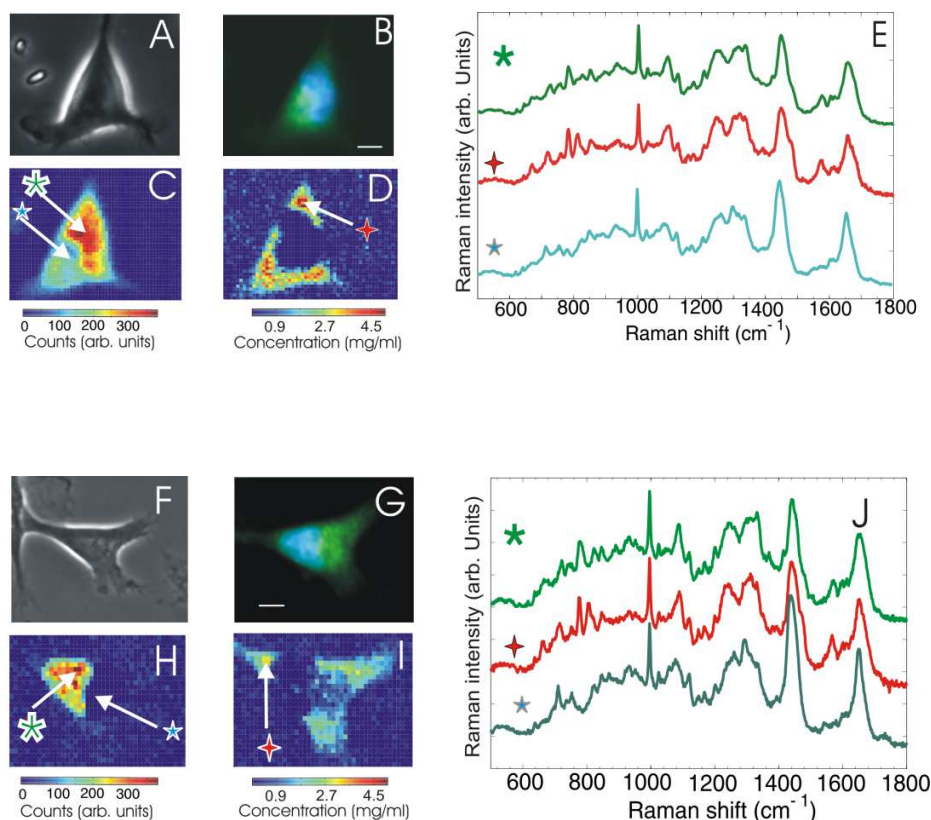 A
B
C
D
0 100 200 300
Counts (arb. units)
0.9 2.7 4.5
Concentration (mg/ml)
E
Raman intensity (arb. Units)
600 800 1000 1200 1400 1600 1800
Raman shift (cm⁻¹)
F
G
H
I
0 100 200 300
Counts (arb. units)
0.9 2.7 4.5
Concentration (mg/ml)
J
Raman intensity (arb. Units)
600 800 1000 1200 1400 1600 1800
Raman shift (cm⁻¹)